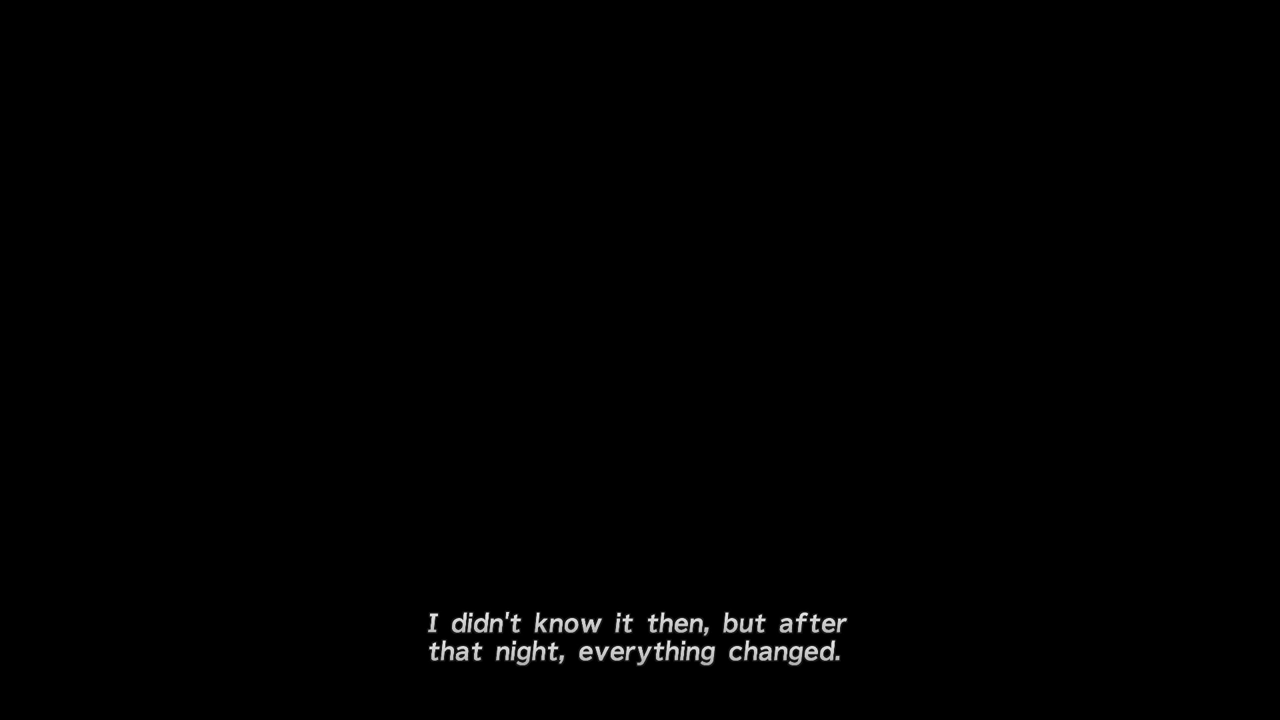 I didn't know it then, but after
that night, everything changed.